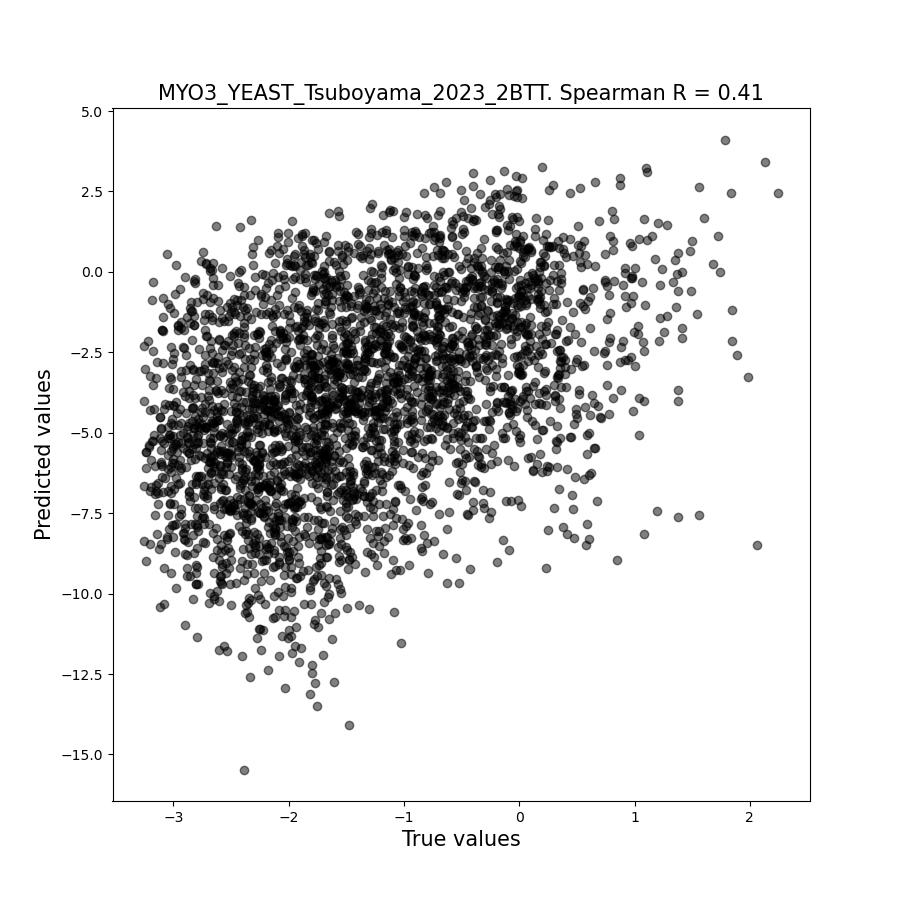 MYO3_YEAST_Tsuboyama_2023_2BTT. Spearman R = 0.41
5.0
2.5
0.0
−2.5
−5.0
−7.5
−10.0
−12.5
−15.0
Predicted values
−3 −2 −1 0 1 2
True values